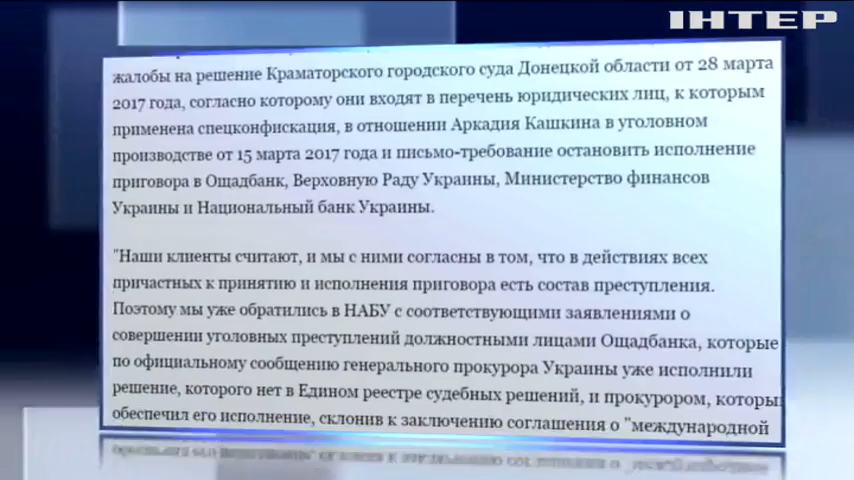 ІНТЕР
жалобы на решение Краматорского городского суда Донецкой области от 28 марта
2017 года, согласно которому они входят в перечень юридических лиц, к которым
применена спецконфискация, в отношении Аркадия Кашкина в уголовном
производстве от 15 марта 2017 года и письмо-требование остановить исполнение
приговора в Ощадбанк, Верховную Раду Украины, Министерство финансов
Украины и Национальный банк Украины.
"Наши клиенты считают, и мы с ними согласны в том, что в действиях всех
причастных к принятию и исполнения приговора есть состав преступления.
Поэтому мы уже обратились в НАБУ с соответствующими заявлениями о
совершении уголовных преступлений должностными лицами Ощадбанка, которые
по официальному сообщению генерального прокурора Украины уже исполнили
решение, которого нет в Едином реестре судебных решений, и прокурором, которы
обеспечил его исполнение, склонив к заключению соглашения о "международной